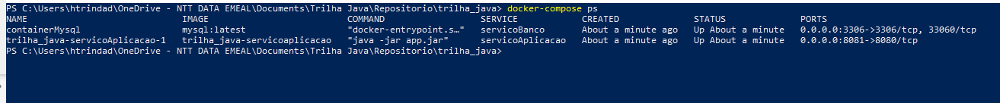 PS C:\Users\htrindad\OneDrive - NTT DATA EMEAL\Documents\Trilha Java\Repositorio\trilha_java> docker-compose ps
NAME IMAGE COMMAND SERVICE CREATED STATUS PORTS
containerMysql mysql:latest "docker-entrypoint.s…" servicoBanco About a minute ago Up About a minute 0.0.0.0:3306->3306/tcp, 33060/tcp
trilha_java-servicoAplicacao-1 trilha_java-servicoaplicacao "java -jar app.jar" servicoAplicacao About a minute ago Up About a minute 0.0.0.0:8081->8080/tcp
PS C:\Users\htrindad\OneDrive - NTT DATA EMEAL\Documents\Trilha Java\Repositorio\trilha_java>